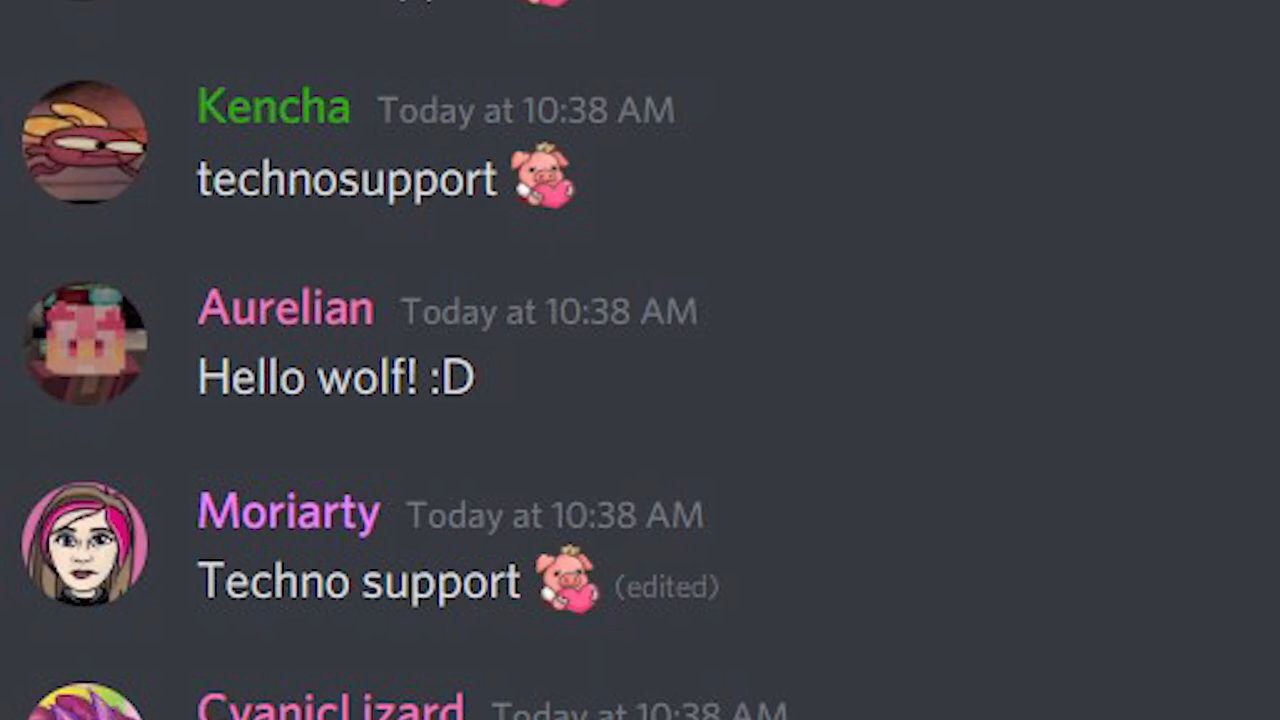 Kencha Today at 10:38 AM
technosupport
Aurelian Today at 10:38 AM
Hello wolf! :D
Moriarty Today at 10:38 AM
Techno support (edited)
CyanicLizard Today at 10:38 AM